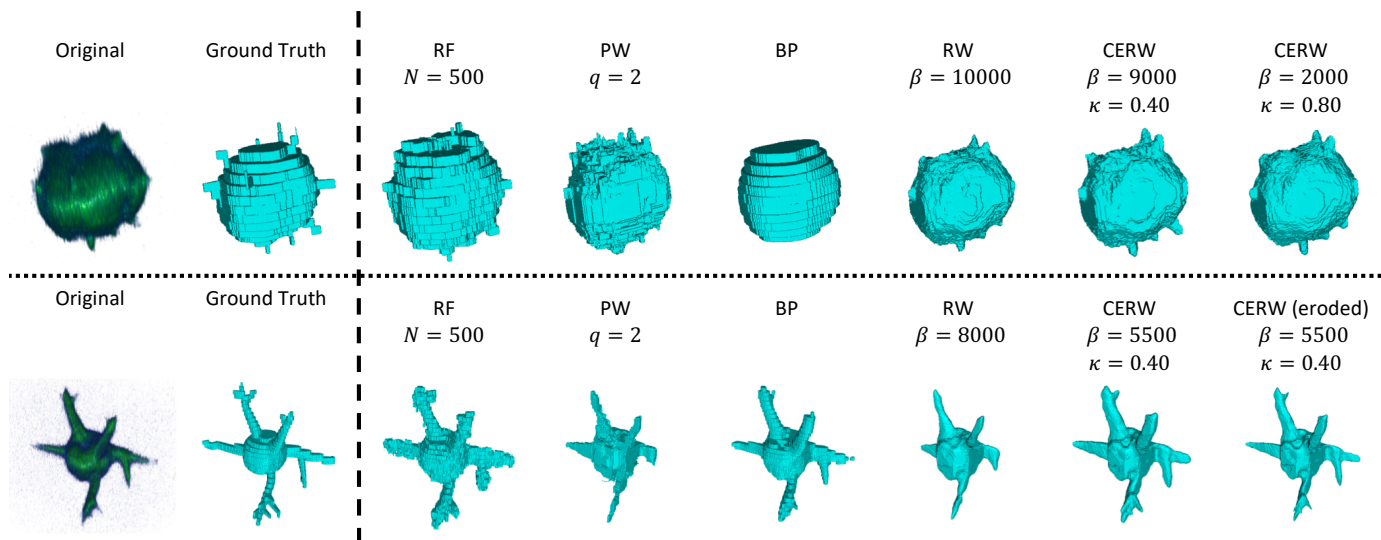 Original
Ground Truth
RF
N = 500
PW
q = 2
BP
RW
β = 10000
CERW
β = 9000
κ = 0.40
CERW
β = 2000
κ = 0.80
Original
Ground Truth
RF
N = 500
PW
q = 2
BP
RW
β = 8000
CERW
β = 5500
κ = 0.40
CERW (eroded)
β = 5500
κ = 0.40